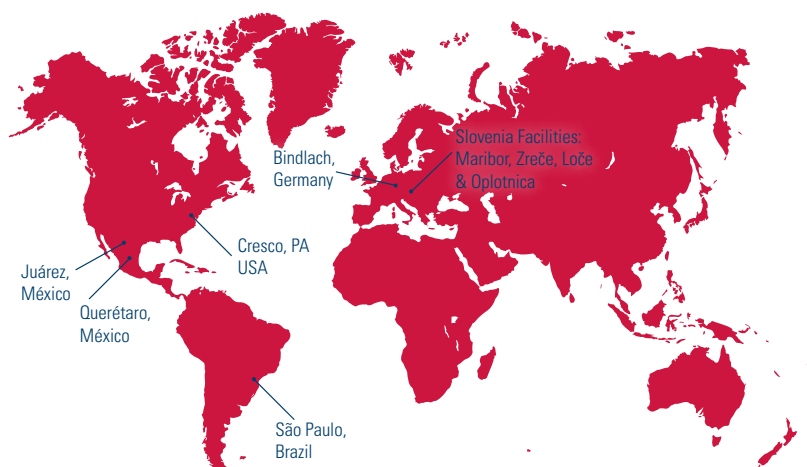 Slovenia Facilities:
Maribor, Zreče, Loče
& Oplotnica
Bindlach,
Germany
Cresco, PA
USA
Juárez,
México
Querétaro,
México
São Paulo,
Brazil